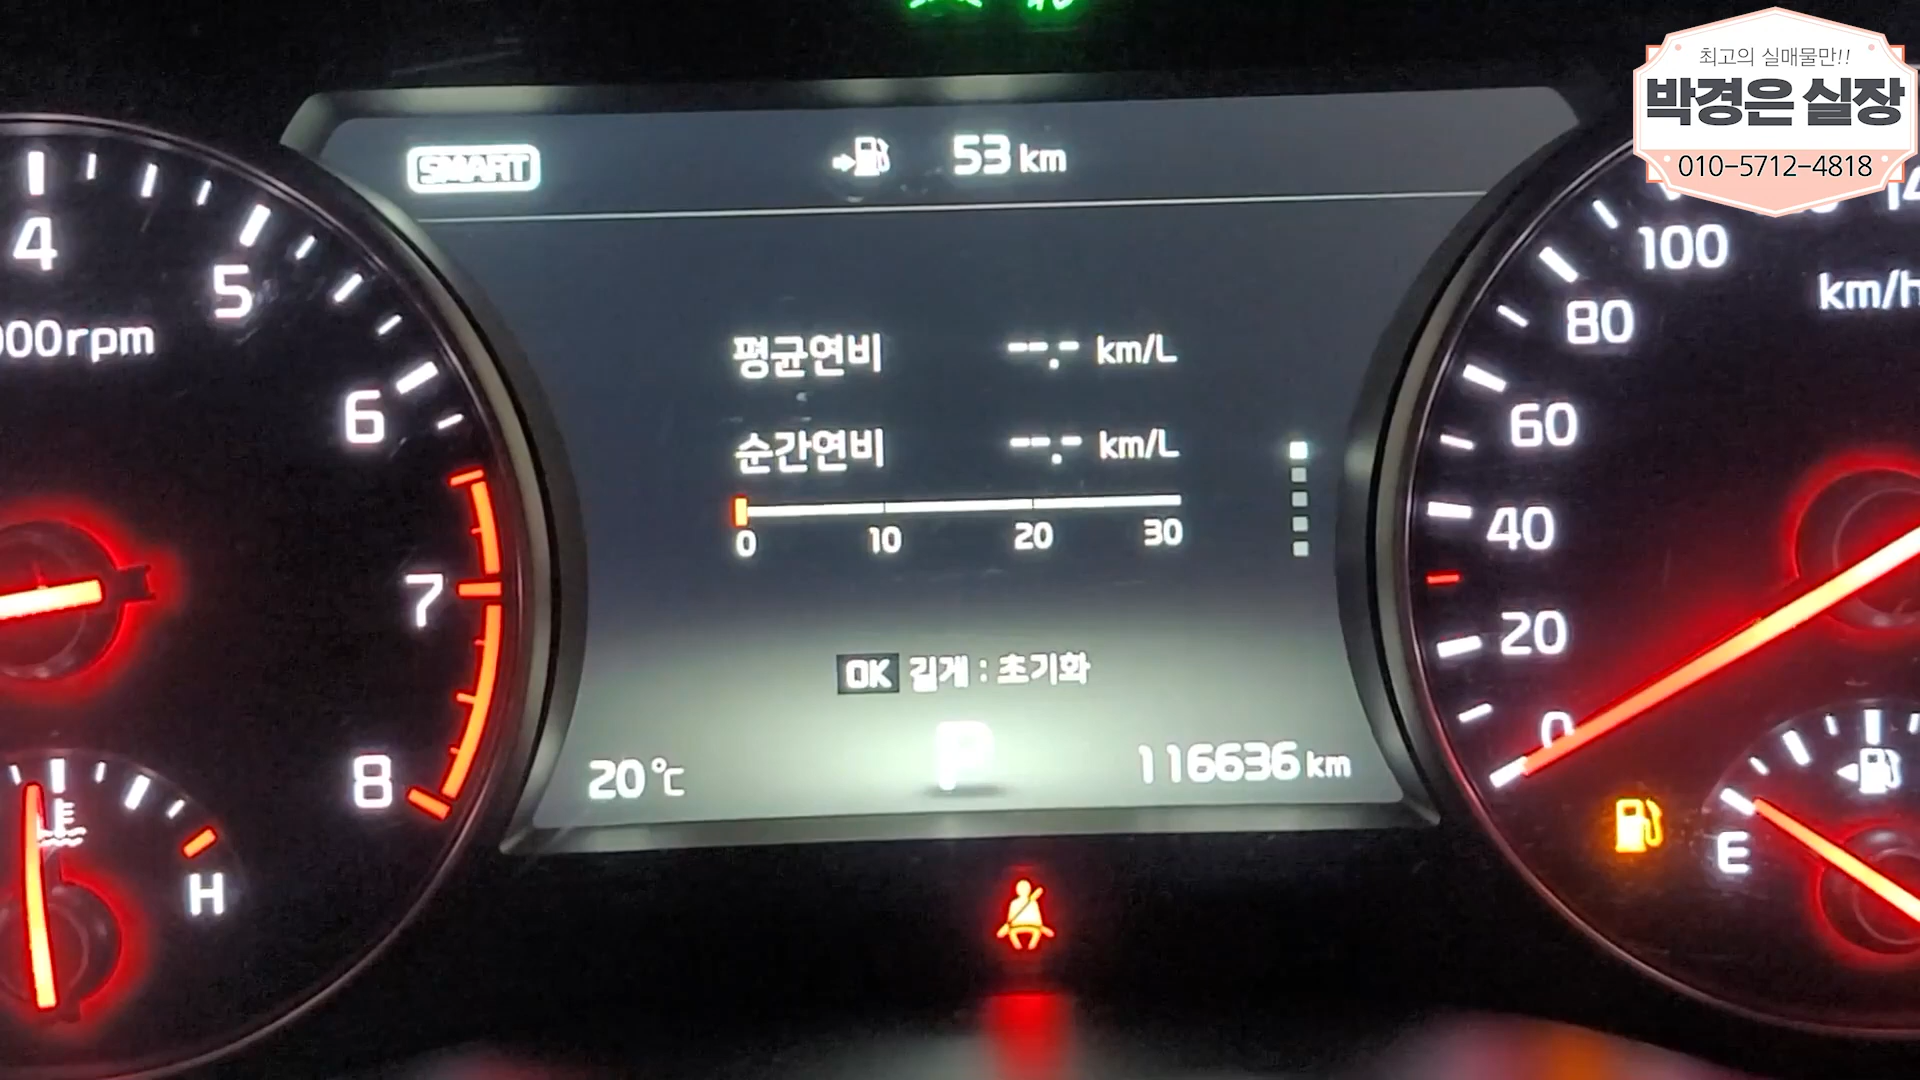 최고의 실매물만!!
박경은 실장
010-5712-4818
SMART
53 km
평균연비 --.- km/L
순간연비 --.- km/L
0 10 20 30
OK 길게 : 초기화
20℃
P
116636 km
4
5
6
7
8
000rpm
H
100
80
60
40
20
0
km/h
E